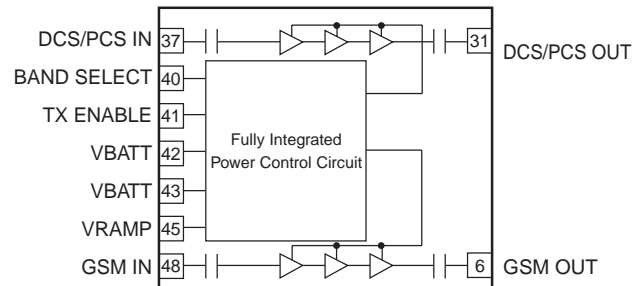 DCS/PCS IN 37
31 DCS/PCS OUT
BAND SELECT 40
TX ENABLE 41
VBATT 42
VBATT 43
VRAMP 45
Fully Integrated
Power Control Circuit
GSM IN 48
6 GSM OUT